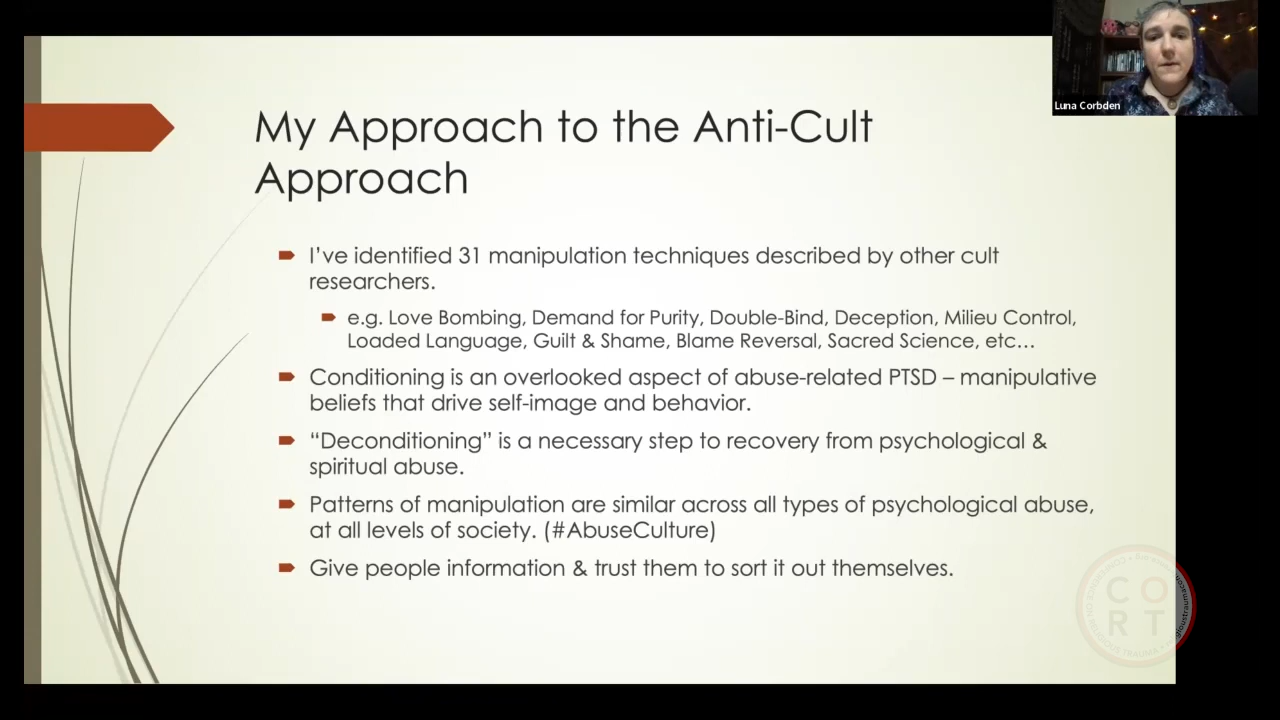 Luna Corbden
My Approach to the Anti-Cult
Approach
I've identified 31 manipulation techniques described by other cult
researchers.
e.g. Love Bombing, Demand for Purity, Double-Bind, Deception, Milieu Control,
Loaded Language, Guilt & Shame, Blame Reversal, Sacred Science, etc…
Conditioning is an overlooked aspect of abuse-related PTSD – manipulative
beliefs that drive self-image and behavior.
“Deconditioning” is a necessary step to recovery from psychological &
spiritual abuse.
Patterns of manipulation are similar across all types of psychological abuse,
at all levels of society. (#AbuseCulture)
Give people information & trust them to sort it out themselves.
CO
RT